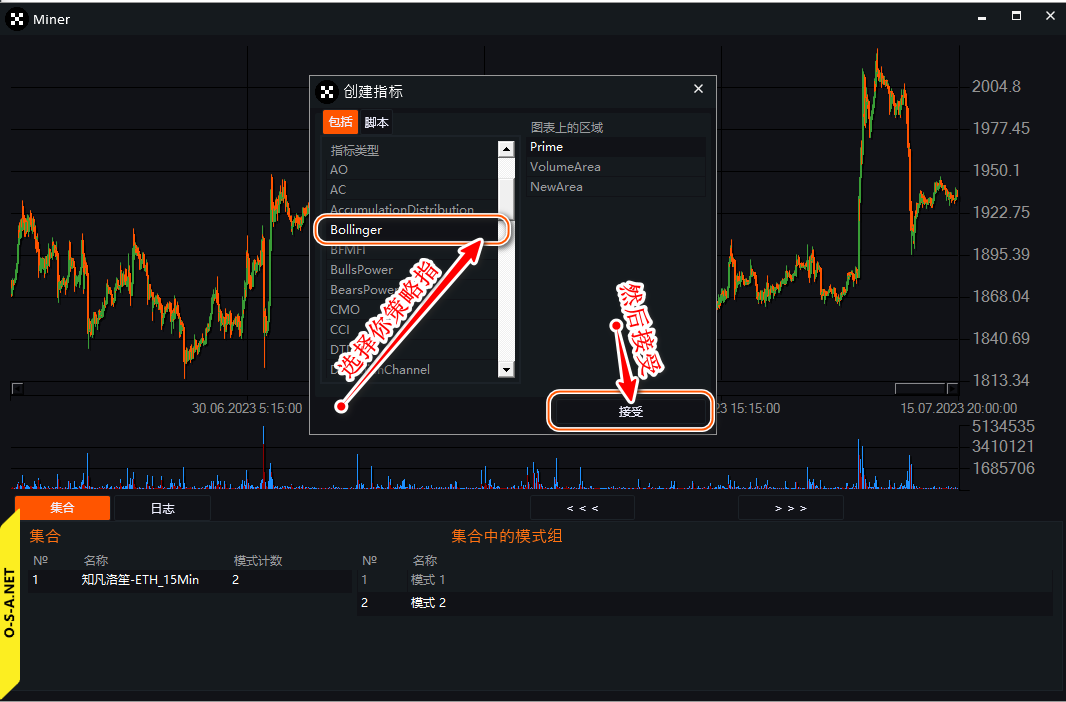 Miner
2004.8
1977.45
1950.1
1922.75
1895.39
1868.04
1840.69
1813.34
创建指标
包括
脚本
指标类型
AO
AC
AccumulationDistribution
Bollinger
BFMFI
BullsPower
BearsPower
CMO
CCI
图表上的区域
Prime
VolumeArea
NewArea
选择你策略指
然后接受
接受
30.06.2023 5:15:00
23 15:15:00
15.07.2023 20:00:00
5134535
3410121
1685706
集合
日志
< < <
> > >
集合
集合中的模式组
№ 名称 模式计数
1 知凡洛笙-ETH_15Min 2
№ 名称
1 模式 1
2 模式 2
O-S-A.NET